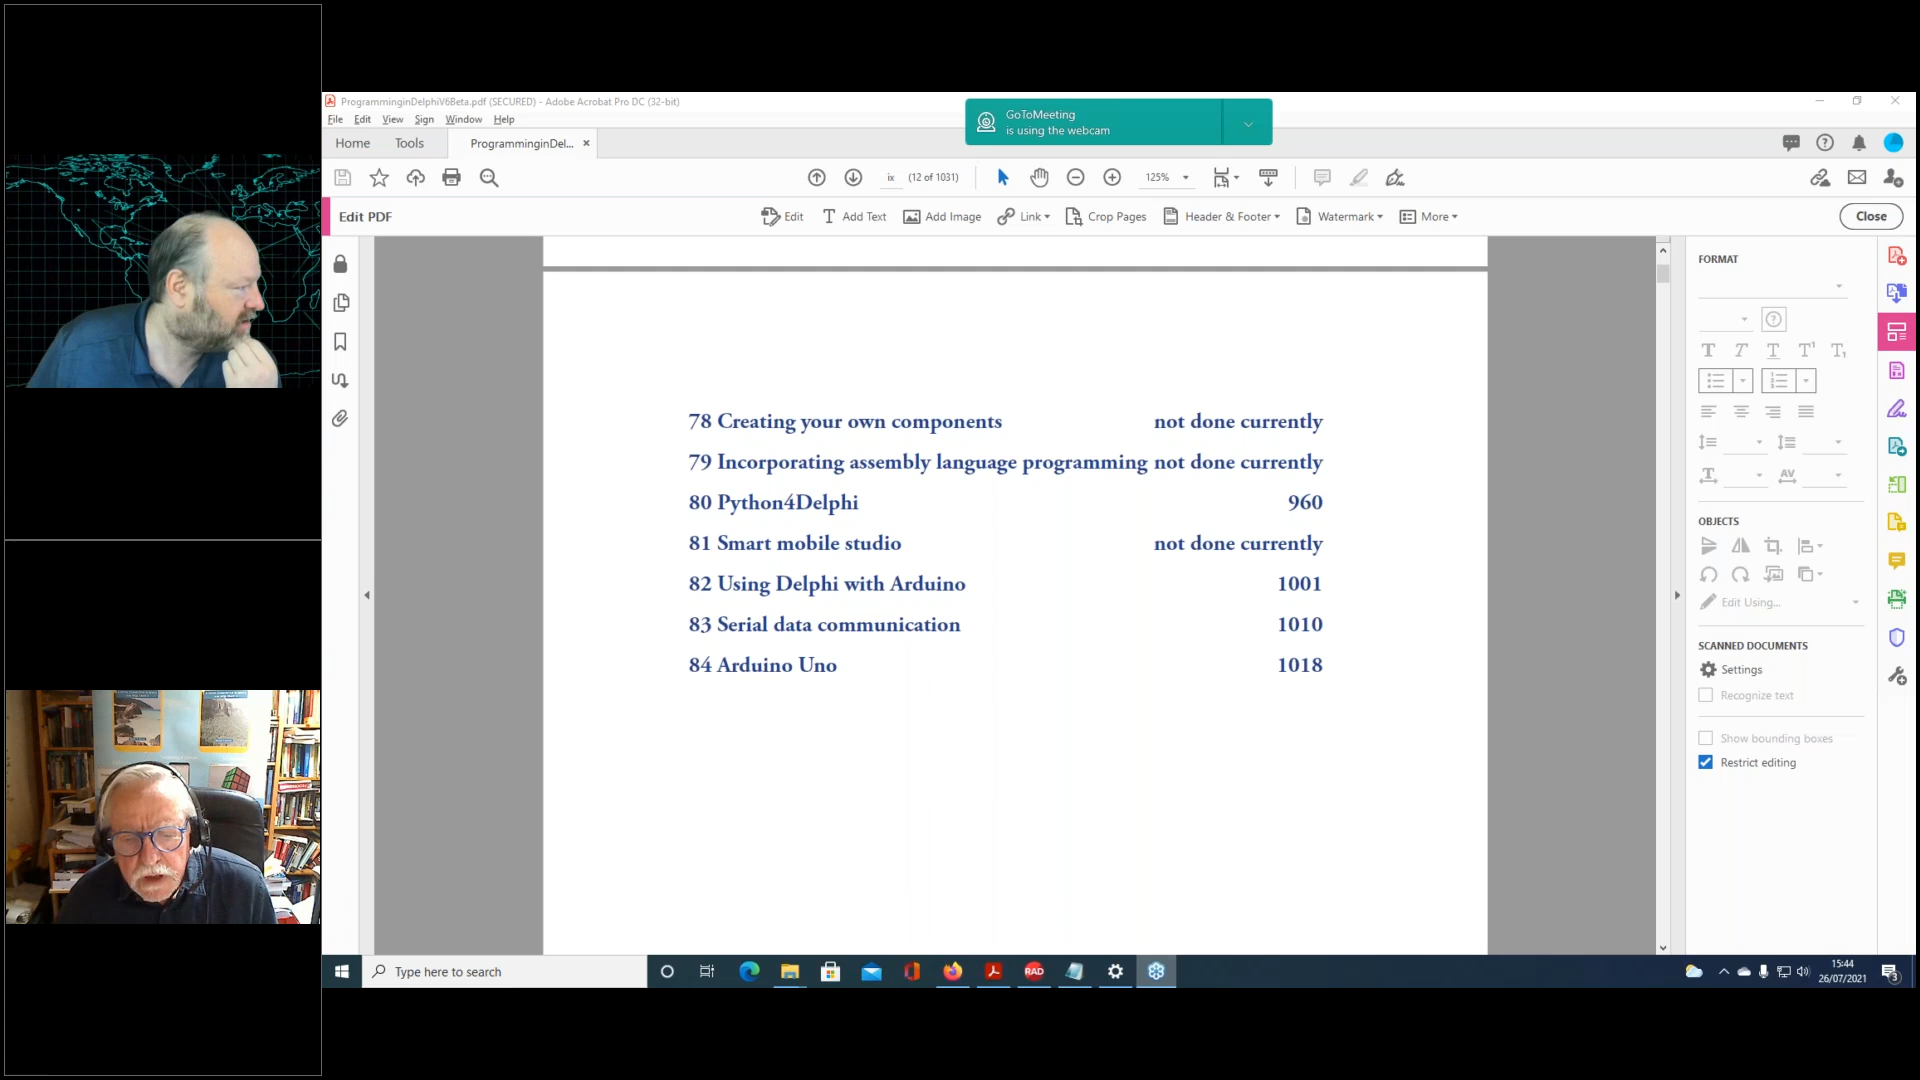 ProgramminginDelphiV6Beta.pdf (SECURED) - Adobe Acrobat Pro DC (32-bit)
File Edit View Sign Window Help
GoToMeeting
is using the webcam
Home Tools ProgramminginDel... ×
ix (12 of 1031) 125%
Edit PDF Edit Add Text Add Image Link Crop Pages Header & Footer Watermark More Close
FORMAT
78 Creating your own components not done currently
79 Incorporating assembly language programming not done currently
80 Python4Delphi 960
81 Smart mobile studio not done currently
82 Using Delphi with Arduino 1001
83 Serial data communication 1010
84 Arduino Uno 1018
OBJECTS
Edit Using...
SCANNED DOCUMENTS
Settings
Recognize text
Show bounding boxes
Restrict editing
Type here to search
RAD
15:44
26/07/2021
3